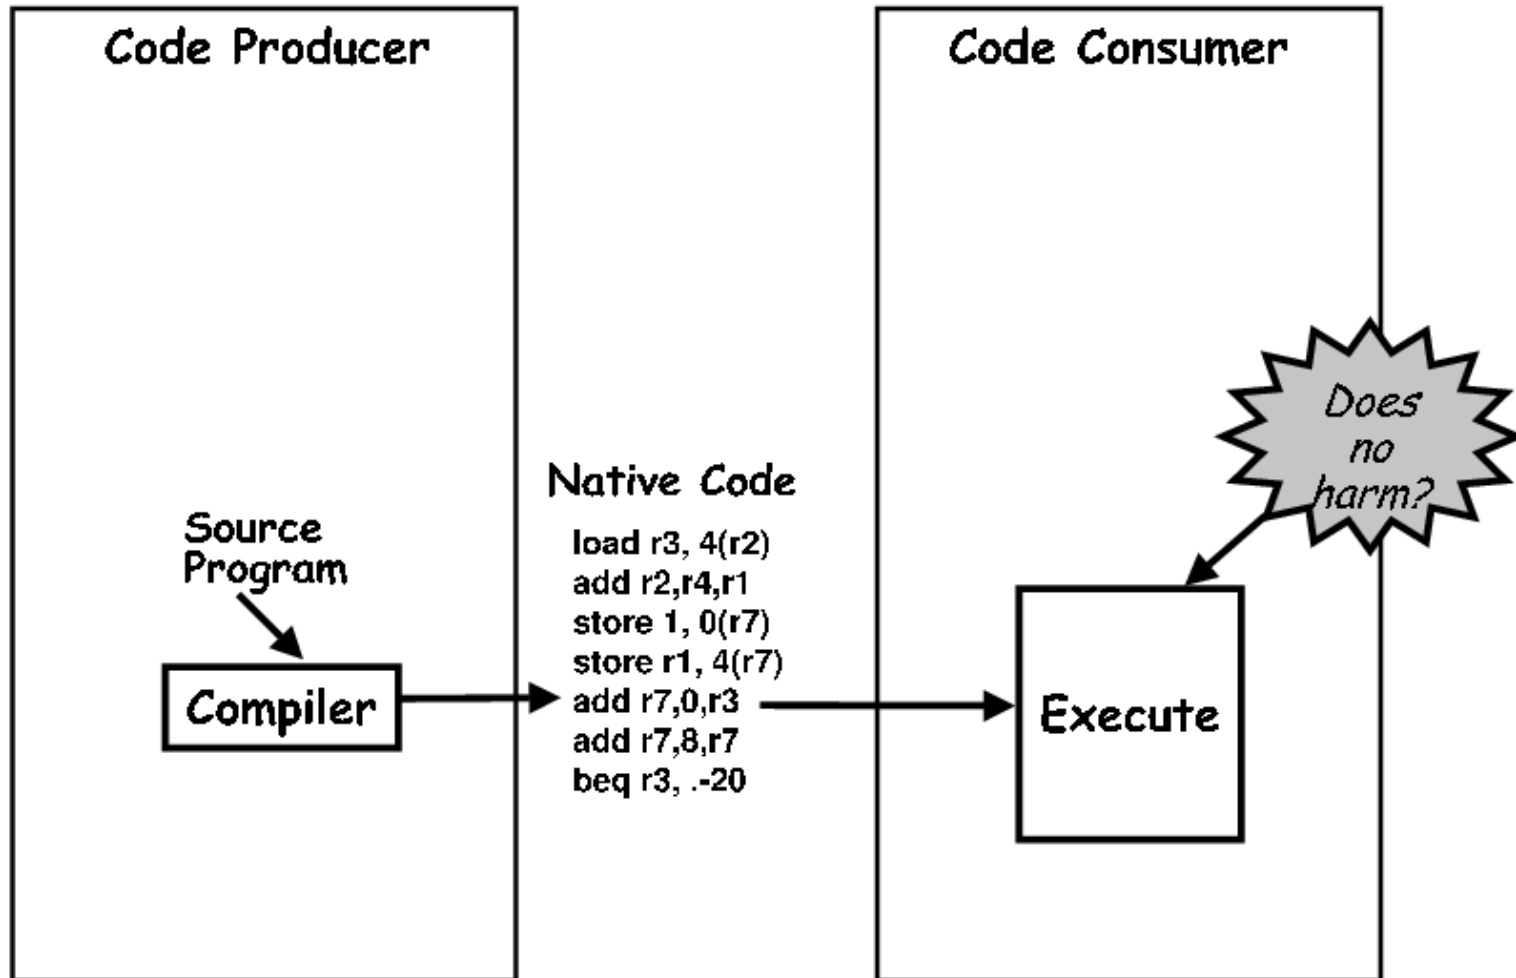 Code Producer
Code Consumer
Does
no
harm?
Native Code
Source
Program
load r3, 4(r2)
add r2,r4,r1
store 1, 0(r7)
store r1, 4(r7)
add r7,0,r3
add r7,8,r7
beq r3, .-20
Compiler
Execute